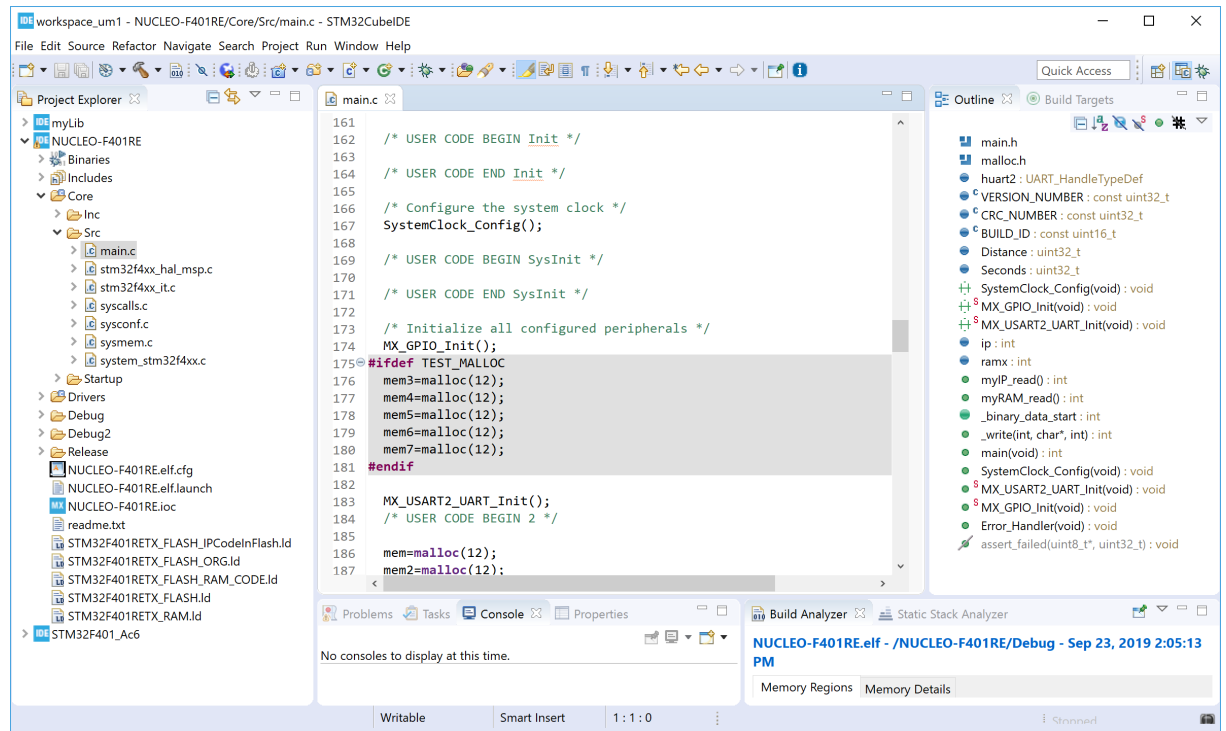 IDE workspace_um1 - NUCLEO-F401RE/Core/Src/main.c - STM32CubeIDE
File Edit Source Refactor Navigate Search Project Run Window Help
Quick Access
Project Explorer
myLib
NUCLEO-F401RE
Binaries
Includes
Core
Inc
Src
main.c
stm32f4xx_hal_msp.c
stm32f4xx_it.c
syscalls.c
sysconf.c
sysmem.c
system_stm32f4xx.c
Startup
Drivers
Debug
Debug2
Release
NUCLEO-F401RE.elf.cfg
NUCLEO-F401RE.elf.launch
MX NUCLEO-F401RE.ioc
readme.txt
STM32F401RETX_FLASH_IPCodeInFlash.ld
STM32F401RETX_FLASH_ORG.ld
STM32F401RETX_FLASH_RAM_CODE.ld
STM32F401RETX_FLASH.ld
STM32F401RETX_RAM.ld
STM32F401_Ac6
main.c
161
162 /* USER CODE BEGIN Init */
163
164 /* USER CODE END Init */
165
166 /* Configure the system clock */
167 SystemClock_Config();
168
169 /* USER CODE BEGIN SysInit */
170
171 /* USER CODE END SysInit */
172
173 /* Initialize all configured peripherals */
174 MX_GPIO_Init();
175 #ifdef TEST_MALLOC
176 mem3=malloc(12);
177 mem4=malloc(12);
178 mem5=malloc(12);
179 mem6=malloc(12);
180 mem7=malloc(12);
181 #endif
182
183 MX_USART2_UART_Init();
184 /* USER CODE BEGIN 2 */
185
186 mem=malloc(12);
187 mem2=malloc(12);
Outline
Build Targets
main.h
malloc.h
huart2 : UART_HandleTypeDef
VERSION_NUMBER : const uint32_t
CRC_NUMBER : const uint32_t
BUILD_ID : const uint16_t
Distance : uint32_t
Seconds : uint32_t
SystemClock_Config(void) : void
MX_GPIO_Init(void) : void
MX_USART2_UART_Init(void) : void
ip : int
ramx : int
myIP_read() : int
myRAM_read() : int
_binary_data_start : int
_write(int, char*, int) : int
main(void) : int
SystemClock_Config(void) : void
MX_USART2_UART_Init(void) : void
MX_GPIO_Init(void) : void
Error_Handler(void) : void
assert_failed(uint8_t*, uint32_t) : void
Problems Tasks Console Properties
No consoles to display at this time.
Build Analyzer Static Stack Analyzer
NUCLEO-F401RE.elf - /NUCLEO-F401RE/Debug - Sep 23, 2019 2:05:13
PM
Memory Regions Memory Details
Writable Smart Insert 1 : 1 : 0
Stopped